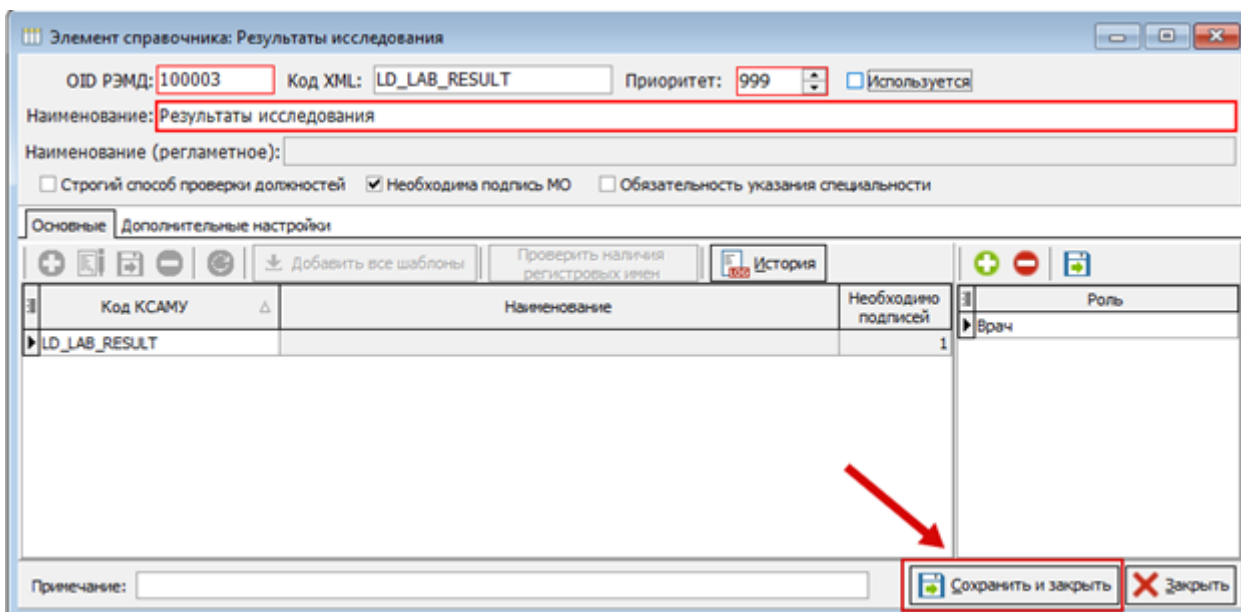 Элемент справочника: Результаты исследования
OID РЭМД: 100003 Код XML: LD_LAB_RESULT Приоритет: 999 Используется
Наименование: Результаты исследования
Наименование (регламетное):
Строгий способ проверки должностей Необходима подпись МО Обязательность указания специальности
Основные Дополнительные настройки
Добавить все шаблоны Проверить наличия регистровых имен LOG История
Код КСАМУ Наименование Необходимо подписей Роль
LD_LAB_RESULT 1 Врач
Примечание: Сохранить и закрыть Закрыть